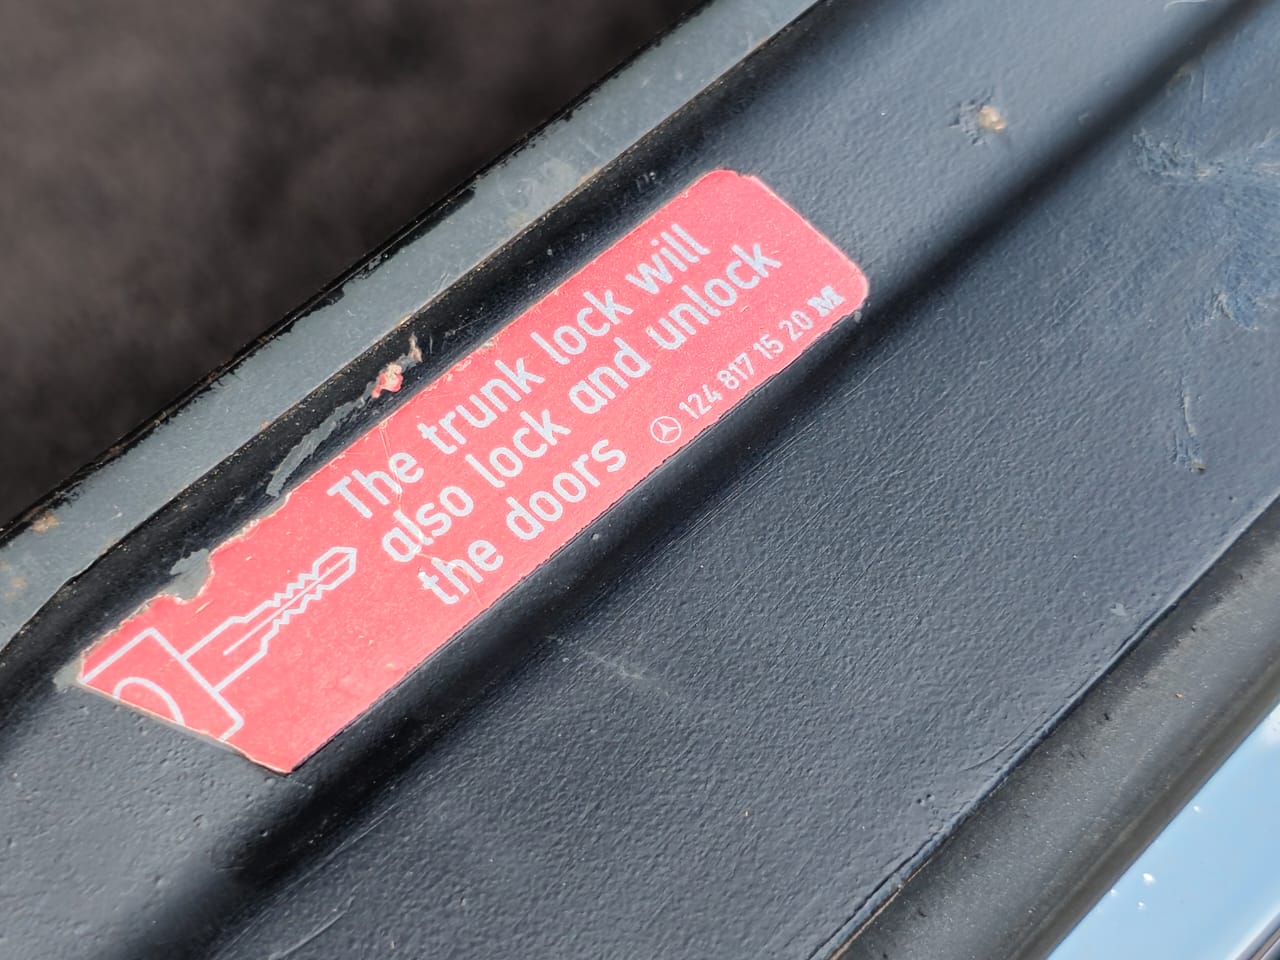 The trunk lock will
also lock and unlock
the doors
124 817 15 20 M